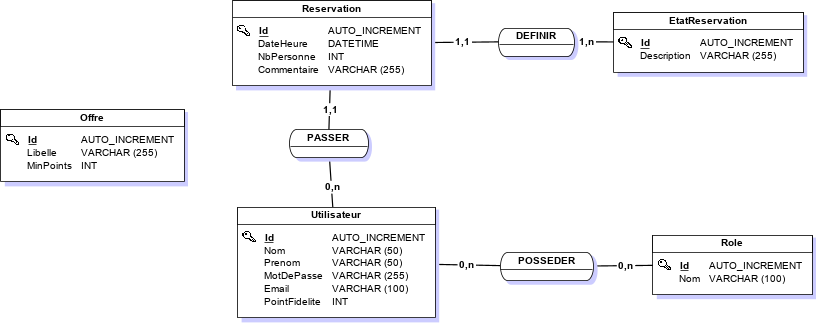 Reservation
Id AUTO_INCREMENT
DateHeure DATETIME
NbPersonne INT
Commentaire VARCHAR (255)
1,1
DEFINIR
1,n
EtatReservation
Id AUTO_INCREMENT
Description VARCHAR (255)
1,1
Offre
Id AUTO_INCREMENT
Libelle VARCHAR (255)
MinPoints INT
PASSER
0,n
Utilisateur
Id AUTO_INCREMENT
Nom VARCHAR (50)
Prenom VARCHAR (50)
MotDePasse VARCHAR (255)
Email VARCHAR (100)
PointFidelite INT
0,n
POSSEDER
0,n
Role
Id AUTO_INCREMENT
Nom VARCHAR (100)